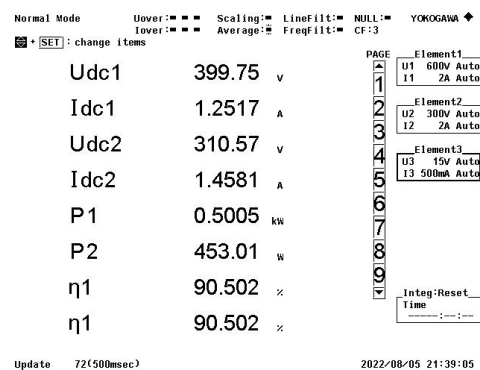 Normal Mode Uover:= = = Scaling:= LineFilt:= NULL:= YOKOGAWA ◆
Iover:= = = Average:= FreqFilt:= CF:3
+ SET : change items
PAGE
Udc1 399.75 V
Idc1 1.2517 A
Udc2 310.57 V
Idc2 1.4581 A
P1 0.5005 kW
P2 453.01 W
η1 90.502 %
η1 90.502 %
▲
1
2
3
4
5
6
7
8
9
▼
Element1
U1 600V Auto
I1 2A Auto
Element2
U2 300V Auto
I2 2A Auto
Element3
U3 15V Auto
I3 500mA Auto
Integ:Reset
Time
-----:--:--
Update 72(500msec) 2022/08/05 21:39:05